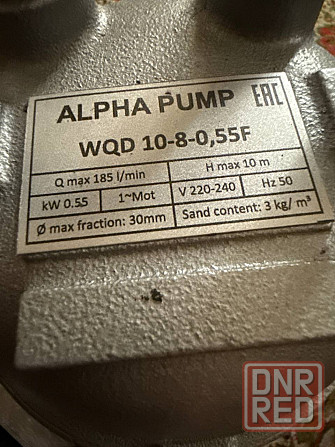 ALPHA PUMP EAC
WQD 10-8-0,55F
Q max 185 l/min H max 10 m
kW 0.55 1~Mot V 220-240 Hz 50
Ø max fraction: 30mm Sand content: 3 kg/ m³
DNR
RED